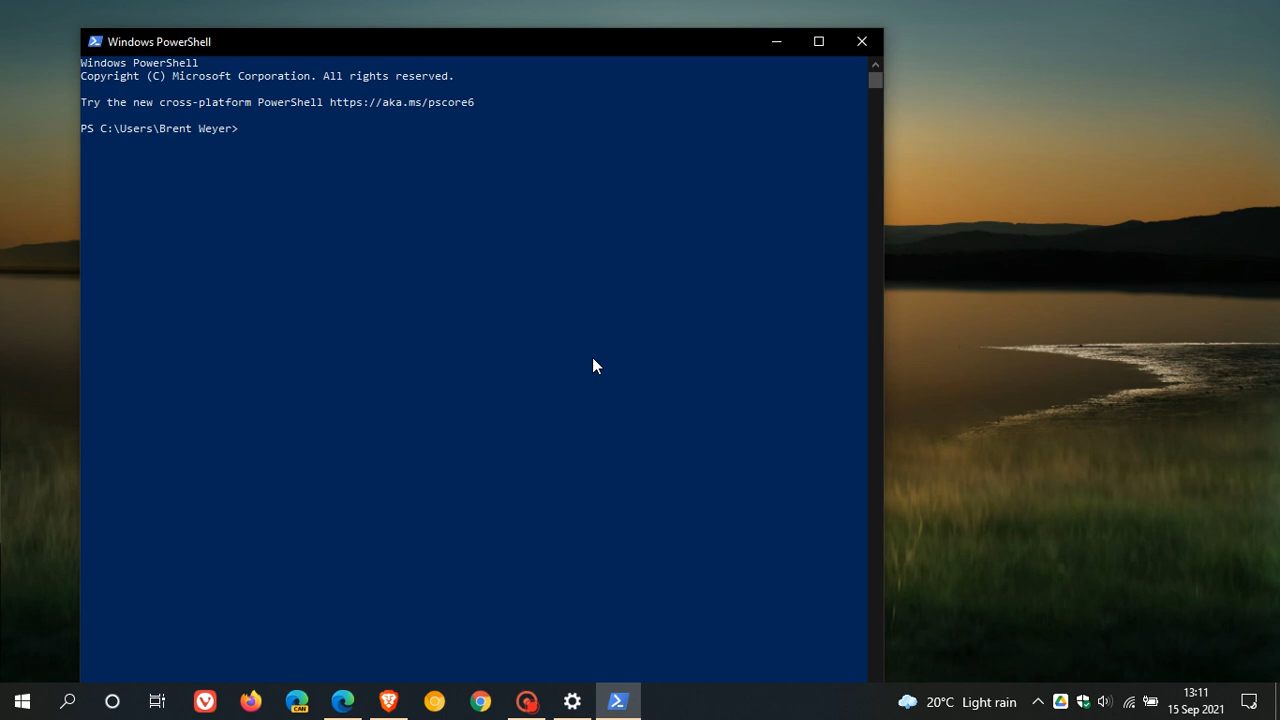 Windows PowerShell
Windows PowerShell
Copyright (C) Microsoft Corporation. All rights reserved.
Try the new cross-platform PowerShell https://aka.ms/pscore6
PS C:\Users\Brent Weyer>
CAN
20°C Light rain
13:11
15 Sep 2021